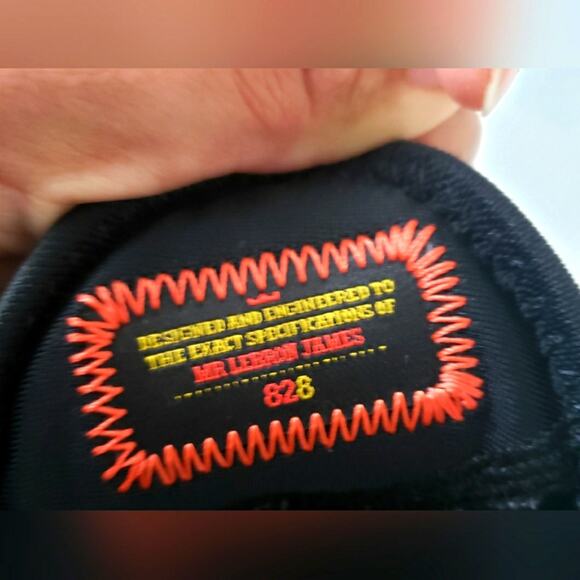 DESIGNED AND ENGINEERED TO
THE EXACT SPECIFICATIONS OF
MR LEBRON JAMES
828